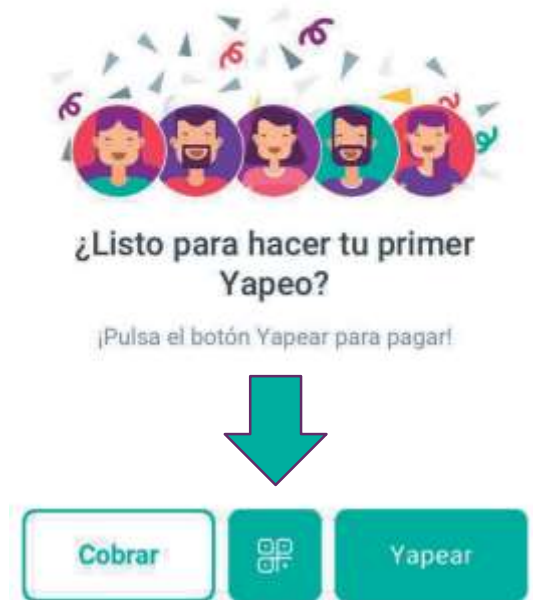 ¿Listo para hacer tu primer
Yapeo?
¡Pulsa el botón Yapear para pagar!
Cobrar
Yapear